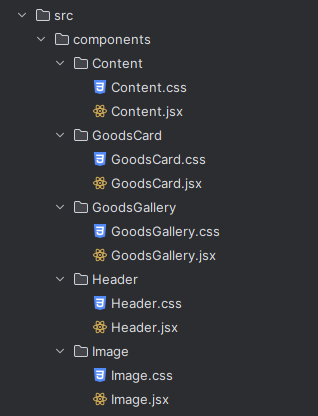 src
components
Content
Content.css
Content.jsx
GoodsCard
GoodsCard.css
GoodsCard.jsx
GoodsGallery
GoodsGallery.css
GoodsGallery.jsx
Header
Header.css
Header.jsx
Image
Image.css
Image.jsx